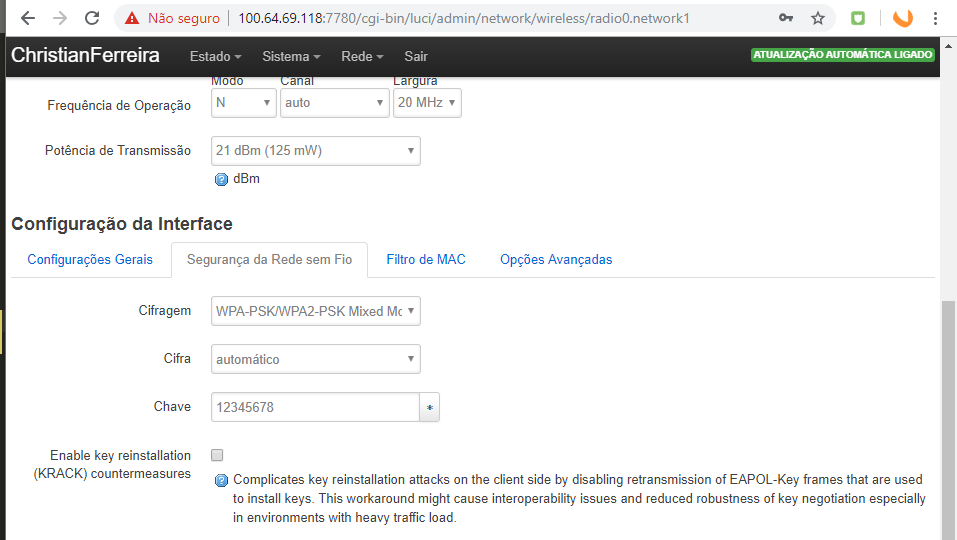 Não seguro 100.64.69.118:7780/cgi-bin/luci/admin/network/wireless/radio0.network1
ChristianFerreira Estado Sistema Rede Sair ATUALIZAÇÃO AUTOMÁTICA LIGADO
Modo Canal Largura
Frequência de Operação N auto 20 MHz
Potência de Transmissão 21 dBm (125 mW)
dBm
Configuração da Interface
Configurações Gerais Segurança da Rede sem Fio Filtro de MAC Opções Avançadas
Cifragem WPA-PSK/WPA2-PSK Mixed Mo
Cifra automático
Chave 12345678 *
Enable key reinstallation
(KRACK) countermeasures
Complicates key reinstallation attacks on the client side by disabling retransmission of EAPOL-Key frames that are used
to install keys. This workaround might cause interoperability issues and reduced robustness of key negotiation especially
in environments with heavy traffic load.